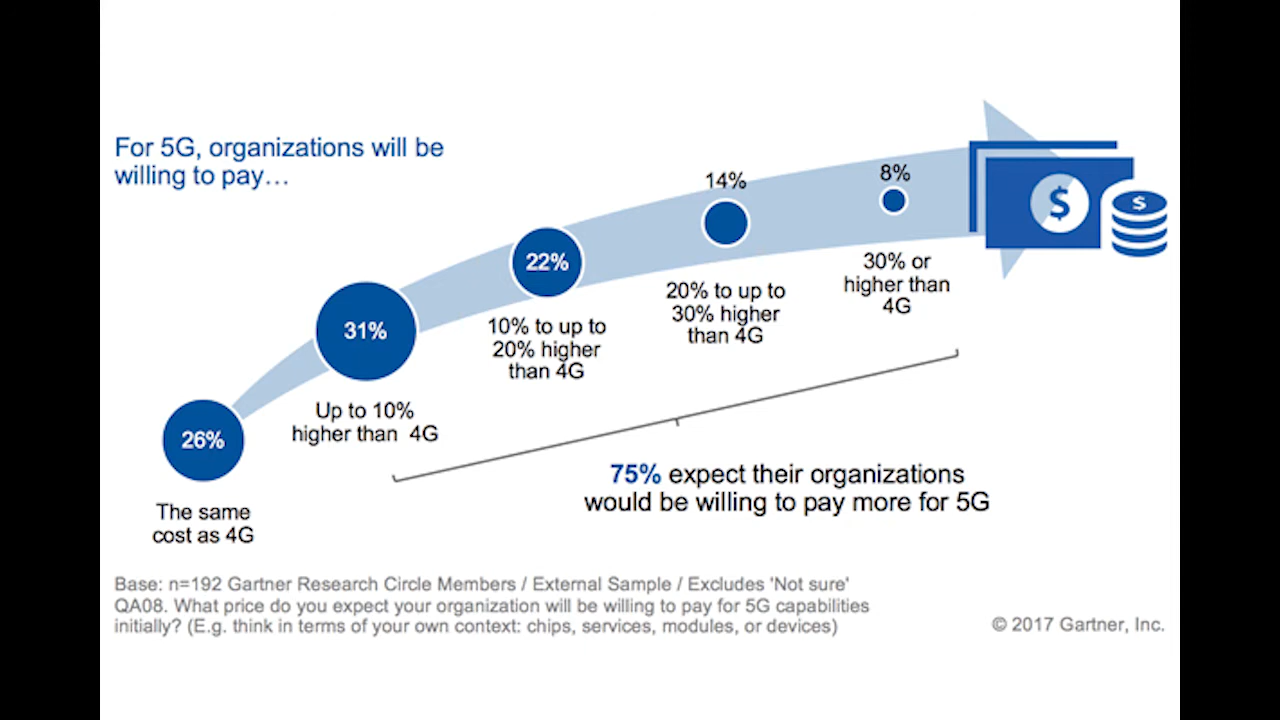 For 5G, organizations will be
willing to pay…
26%
The same
cost as 4G
31%
Up to 10%
higher than 4G
22%
10% to up to
20% higher
than 4G
14%
20% to up to
30% higher
than 4G
8%
30% or
higher than
4G
$
$
75% expect their organizations
would be willing to pay more for 5G
Base: n=192 Gartner Research Circle Members / External Sample / Excludes 'Not sure'
QA08. What price do you expect your organization will be willing to pay for 5G capabilities
initially? (E.g. think in terms of your own context: chips, services, modules, or devices)
© 2017 Gartner, Inc.